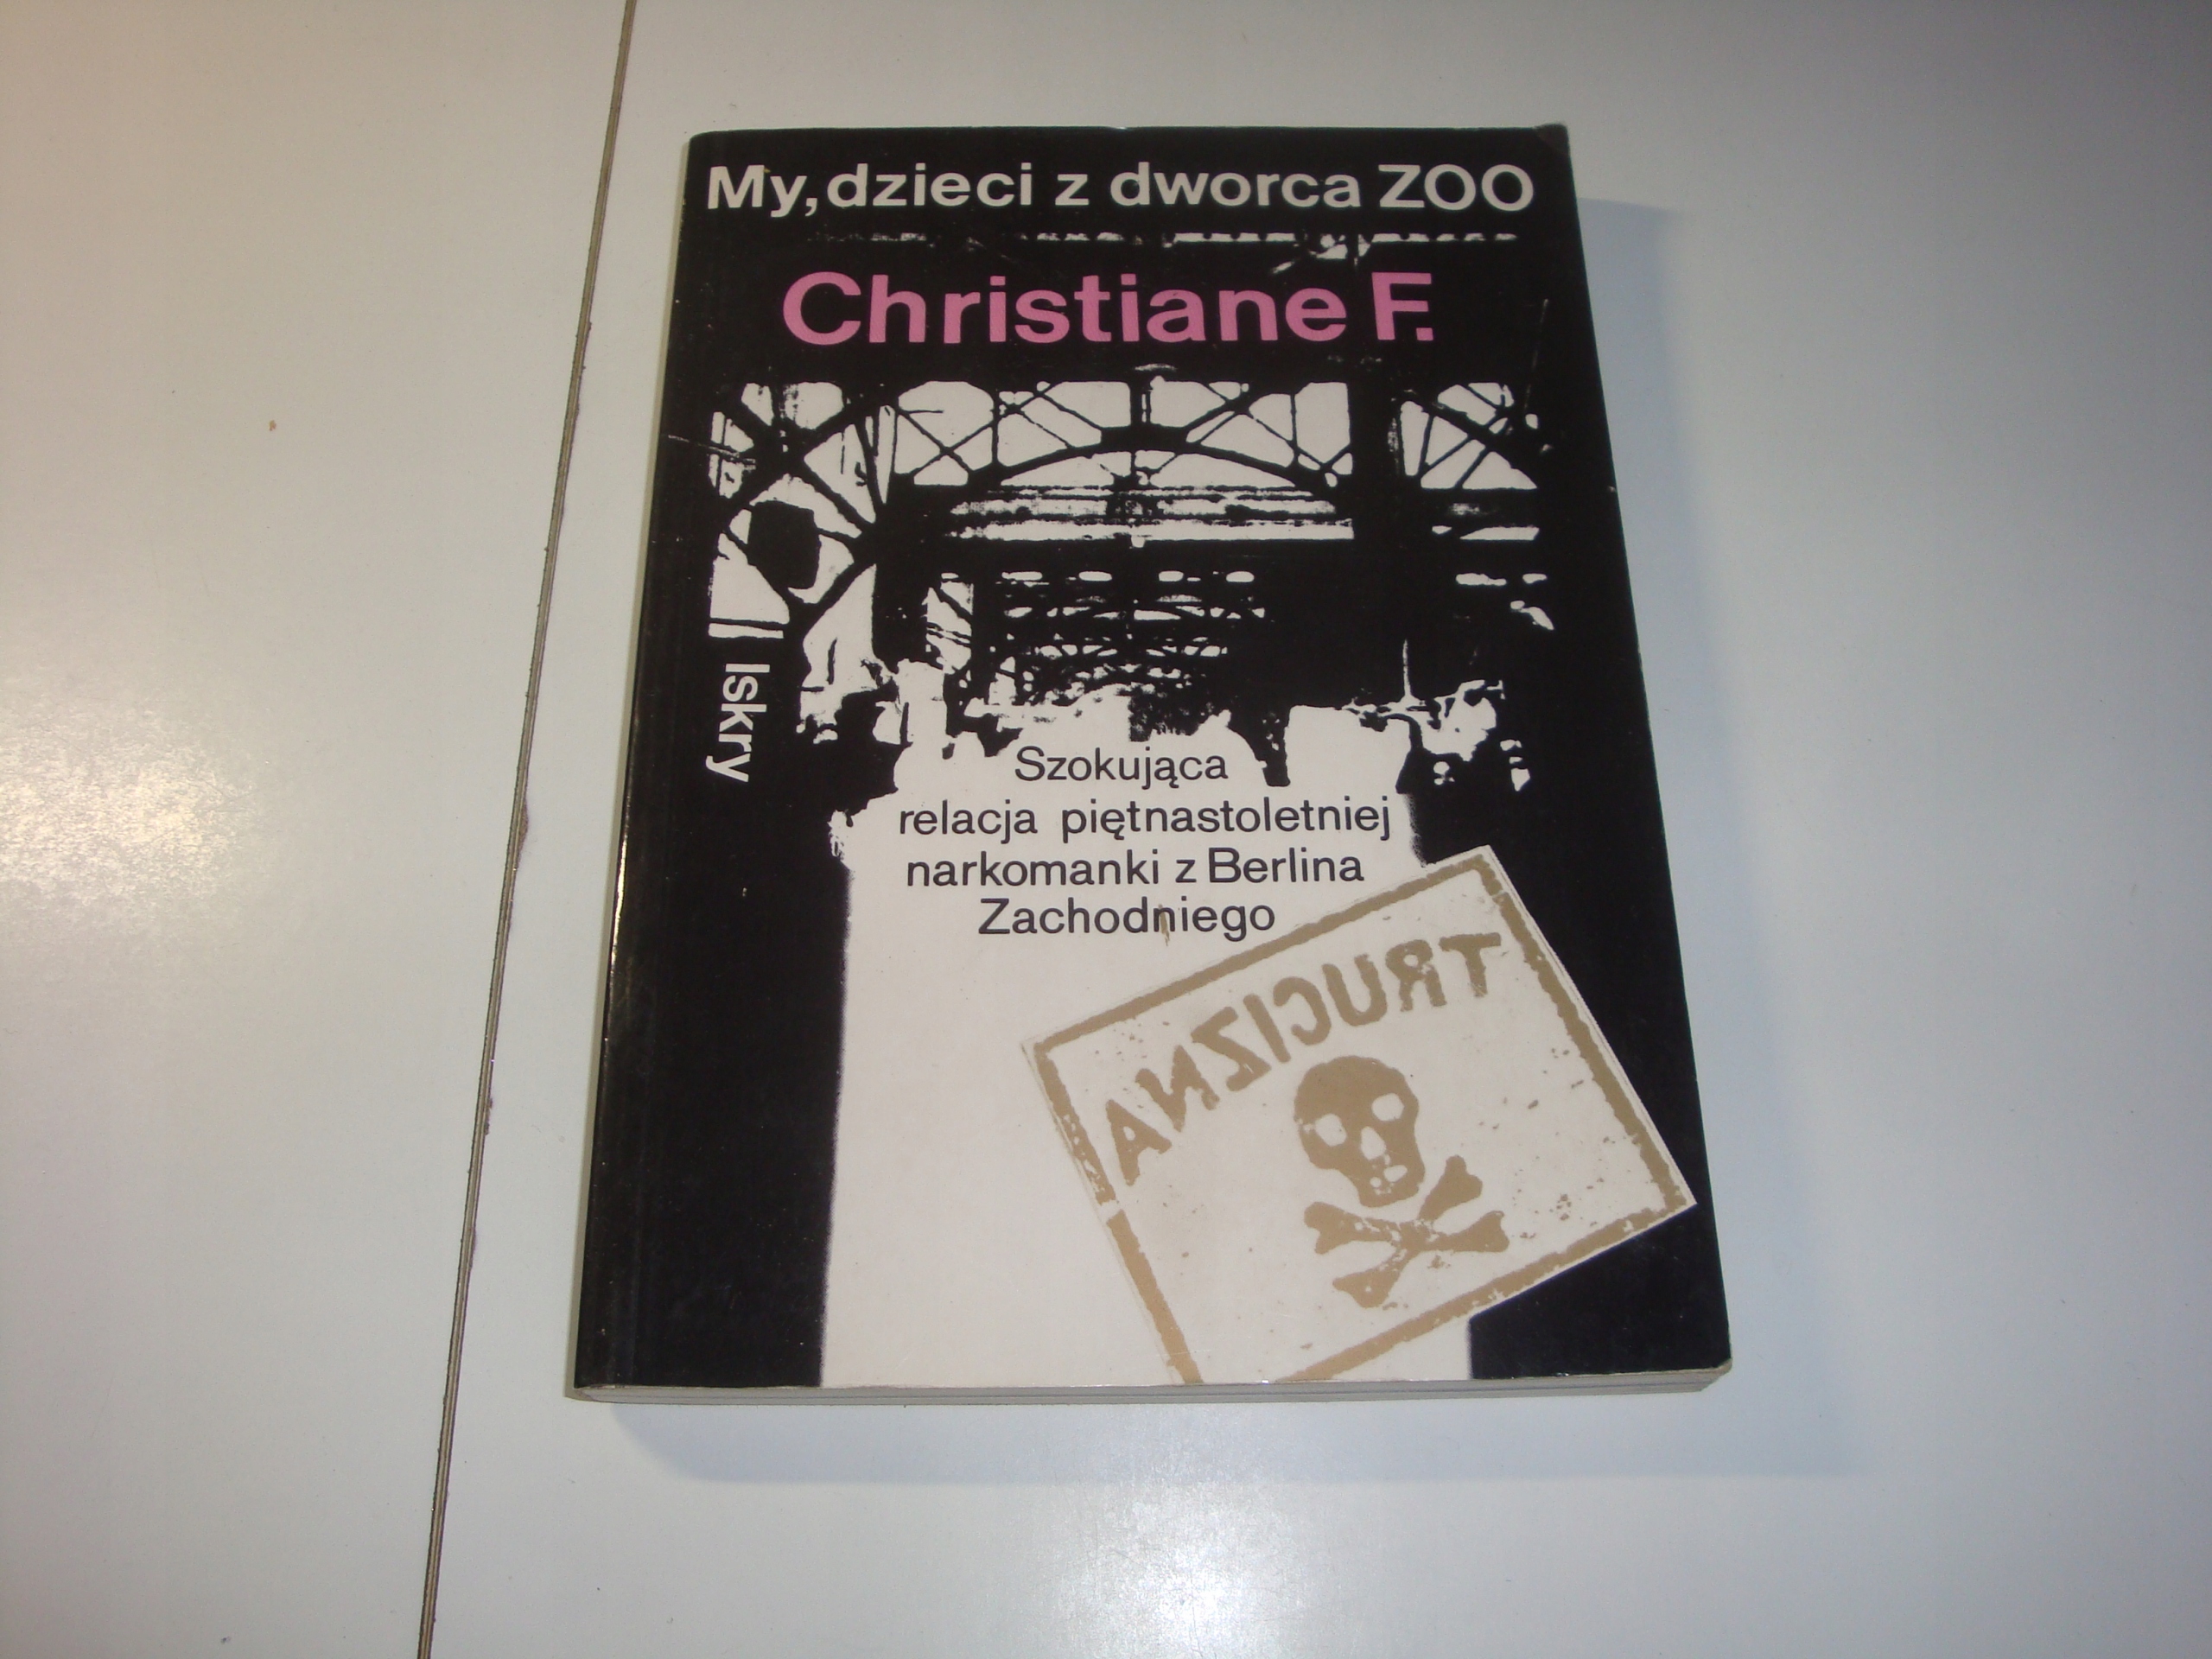 My, dzieci z dworca ZOO
Christiane F.
Iskry
Szokująca
relacja piętnastoletniej
narkomanki z Berlina
Zachodniego
TRUCIZNA